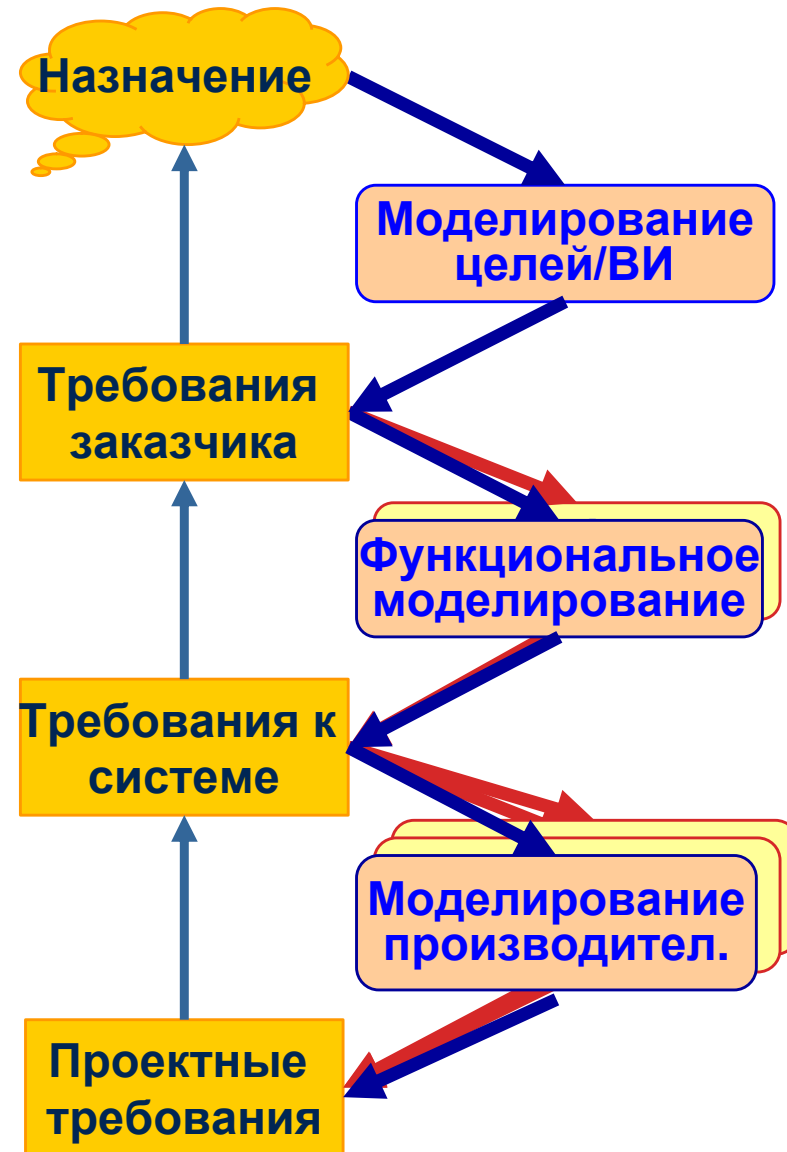 Назначение
Моделирование
целей/ВИ
Требования
заказчика
Функциональное
моделирование
Требования к
системе
Моделирование
производител.
Проектные
требования